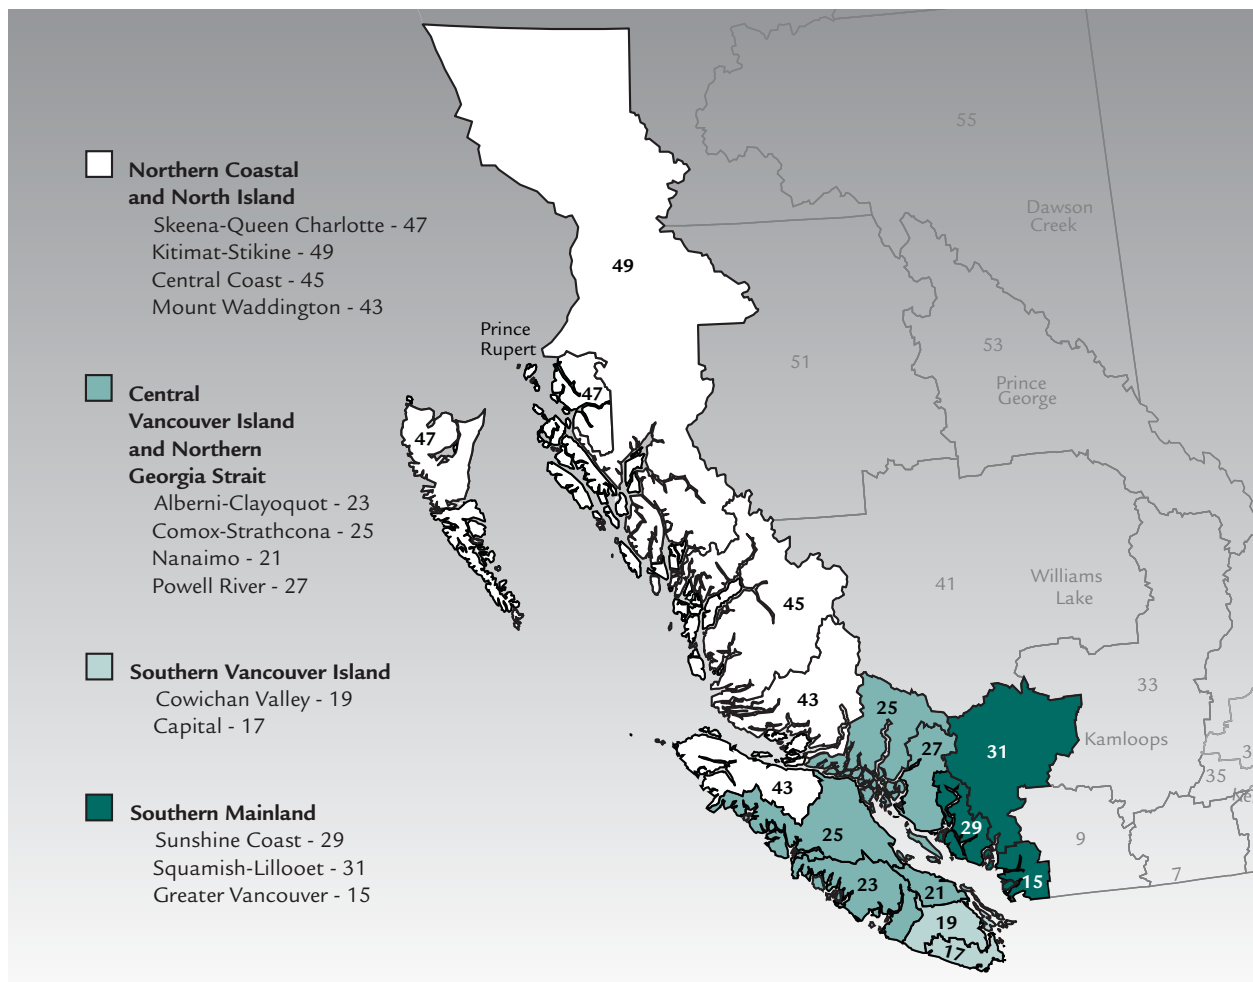 Northern Coastal
and North Island
Skeena-Queen Charlotte - 47
Kitimat-Stikine - 49
Central Coast - 45
Mount Waddington - 43
Central
Vancouver Island
and Northern
Georgia Strait
Alberni-Clayoquot - 23
Comox-Strathcona - 25
Nanaimo - 21
Powell River - 27
Southern Vancouver Island
Cowichan Valley - 19
Capital - 17
Southern Mainland
Sunshine Coast - 29
Squamish-Lillooet - 31
Greater Vancouver - 15
55
Dawson
Creek
49
Prince
Rupert
53
51
Prince
George
47
47
41
Williams
Lake
45
33
43
25
27
31
Kamloops
35
43
25
29
9
7
23
21
15
19
17